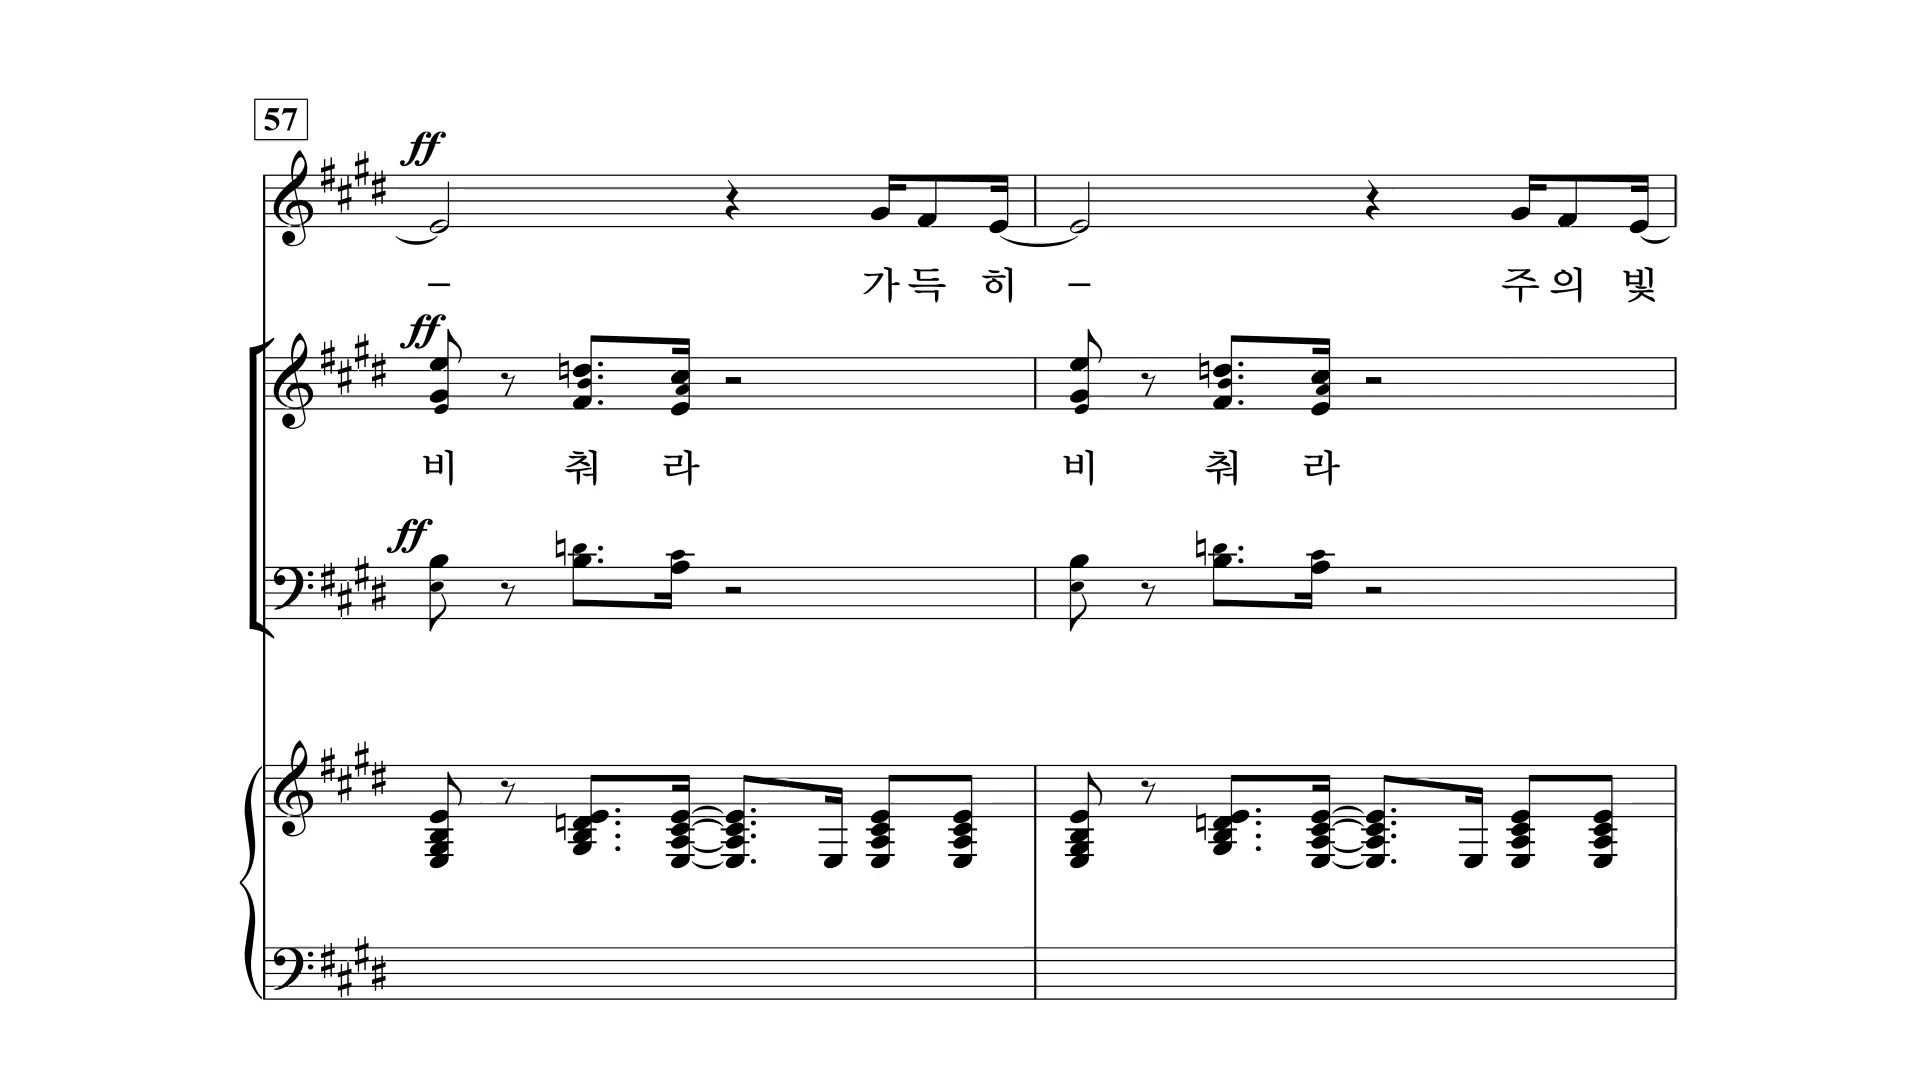 57
ff
– 가 득 히 – 주 의 빛
ff
비 춰 라 비 춰 라
ff